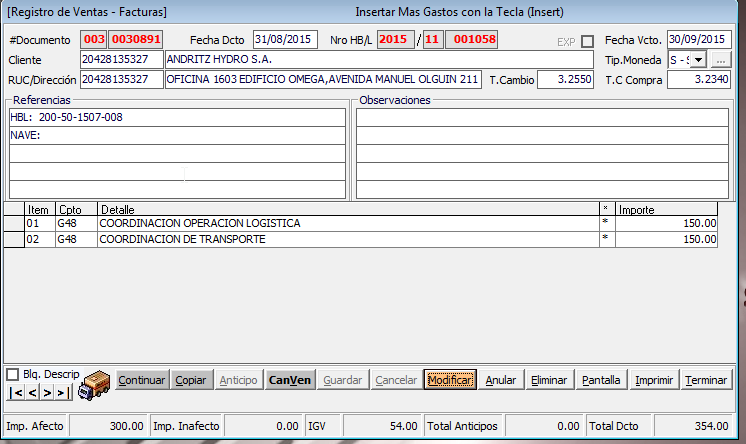 [Registro de Ventas - Facturas] Insertar Mas Gastos con la Tecla (Insert)
#Documento 003 0030891 Fecha Dcto 31/08/2015 Nro HB/L 2015 / 11 001058 EXP Fecha Vcto. 30/09/2015
Cliente 20428135327 ANDRITZ HYDRO S.A. Tip.Moneda S - S ...
RUC/Dirección 20428135327 OFICINA 1603 EDIFICIO OMEGA,AVENIDA MANUEL OLGUIN 211 T.Cambio 3.2550 T.C Compra 3.2340
Referencias Observaciones
HBL: 200-50-1507-008
NAVE:
Item Cpto Detalle * Importe
01 G48 COORDINACION OPERACION LOGISTICA * 150.00
02 G48 COORDINACION DE TRANSPORTE * 150.00
Blq. Descrip
|< < > >| Continuar Copiar Anticipo CanVen Guardar Cancelar Modificar Anular Eliminar Pantalla Imprimir Terminar
Imp. Afecto 300.00 Imp. Inafecto 0.00 IGV 54.00 Total Anticipos 0.00 Total Dcto 354.00